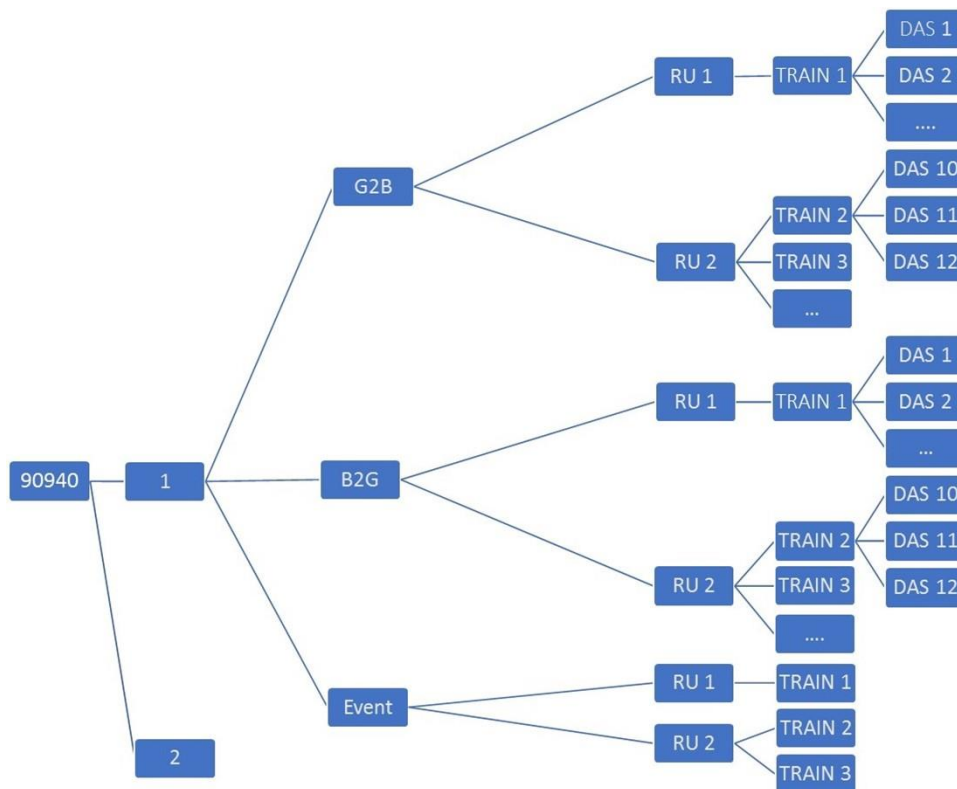 DAS 1
RU 1
TRAIN 1
DAS 2
....
DAS 10
G2B
TRAIN 2
DAS 11
RU 2
TRAIN 3
DAS 12
...
DAS 1
RU 1
TRAIN 1
DAS 2
...
90940
1
B2G
DAS 10
TRAIN 2
DAS 11
RU 2
TRAIN 3
DAS 12
....
RU 1
TRAIN 1
Event
TRAIN 2
RU 2
2
TRAIN 3